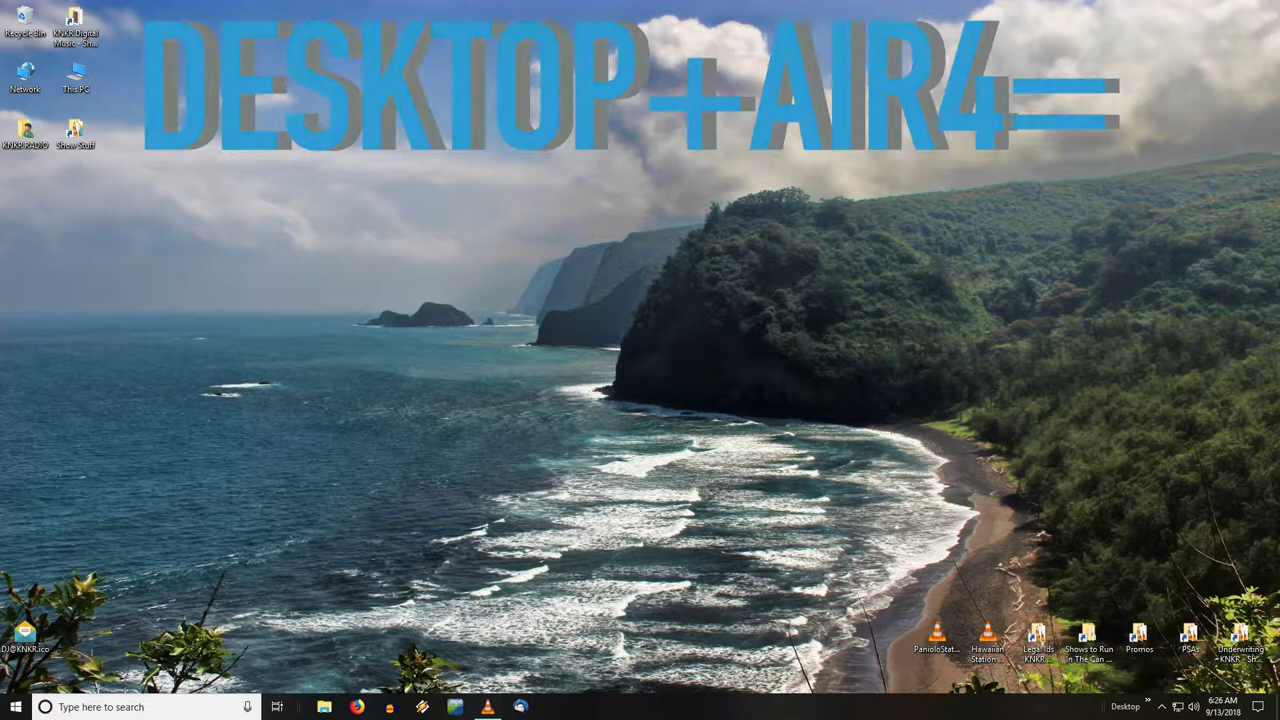 DESKTOP+AIR4=
Recycle Bin
KNKR Digital
Music - Sh...
Network
This PC
KNKR RADIO
Show Stuff
DJ@KNKR.ico
PanioloStat...
Hawaiian
Station ...
Legal Ids
KNKR ...
Shows to Run
In The Can ...
Promos
PSAs
Underwriting
- KNKR - Sh...
Type here to search
Desktop
6:26 AM
9/13/2018